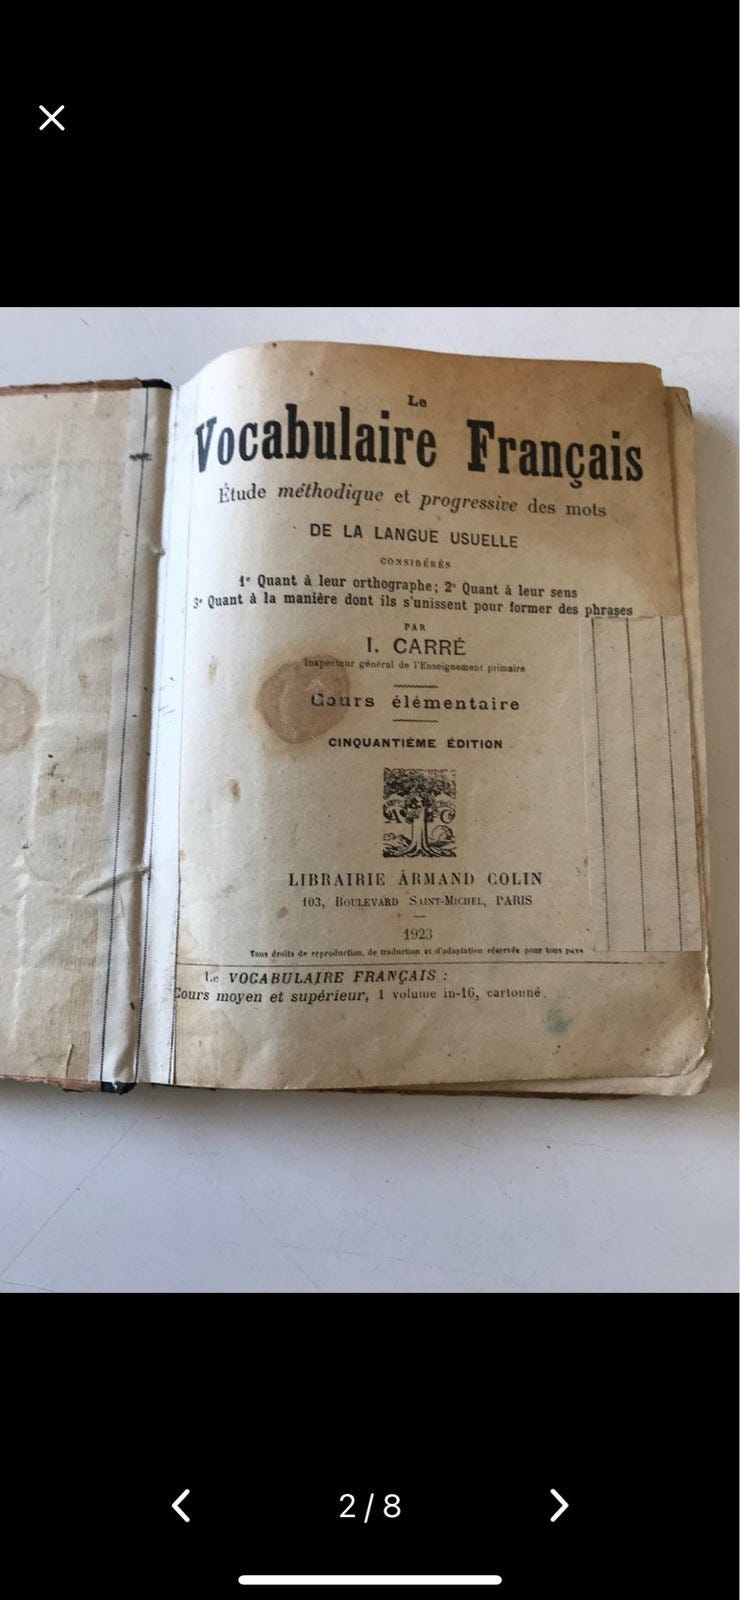 Le
Vocabulaire Français
Étude méthodique et progressive des mots
DE LA LANGUE USUELLE
CONSIDÉRÉS
1° Quant à leur orthographe; 2° Quant à leur sens
3° Quant à la manière dont ils s'unissent pour former des phrases
PAR
I. CARRÉ
Inspecteur général de l'Enseignement primaire
Cours élémentaire
CINQUANTIÈME ÉDITION
A C
LIBRAIRIE ARMAND COLIN
103, BOULEVARD SAINT-MICHEL, PARIS
1923
Tous droits de reproduction, de traduction et d'adaptation réservés pour tous pays
Le VOCABULAIRE FRANÇAIS :
Cours moyen et supérieur, 1 volume in-16, cartonné.
2 / 8